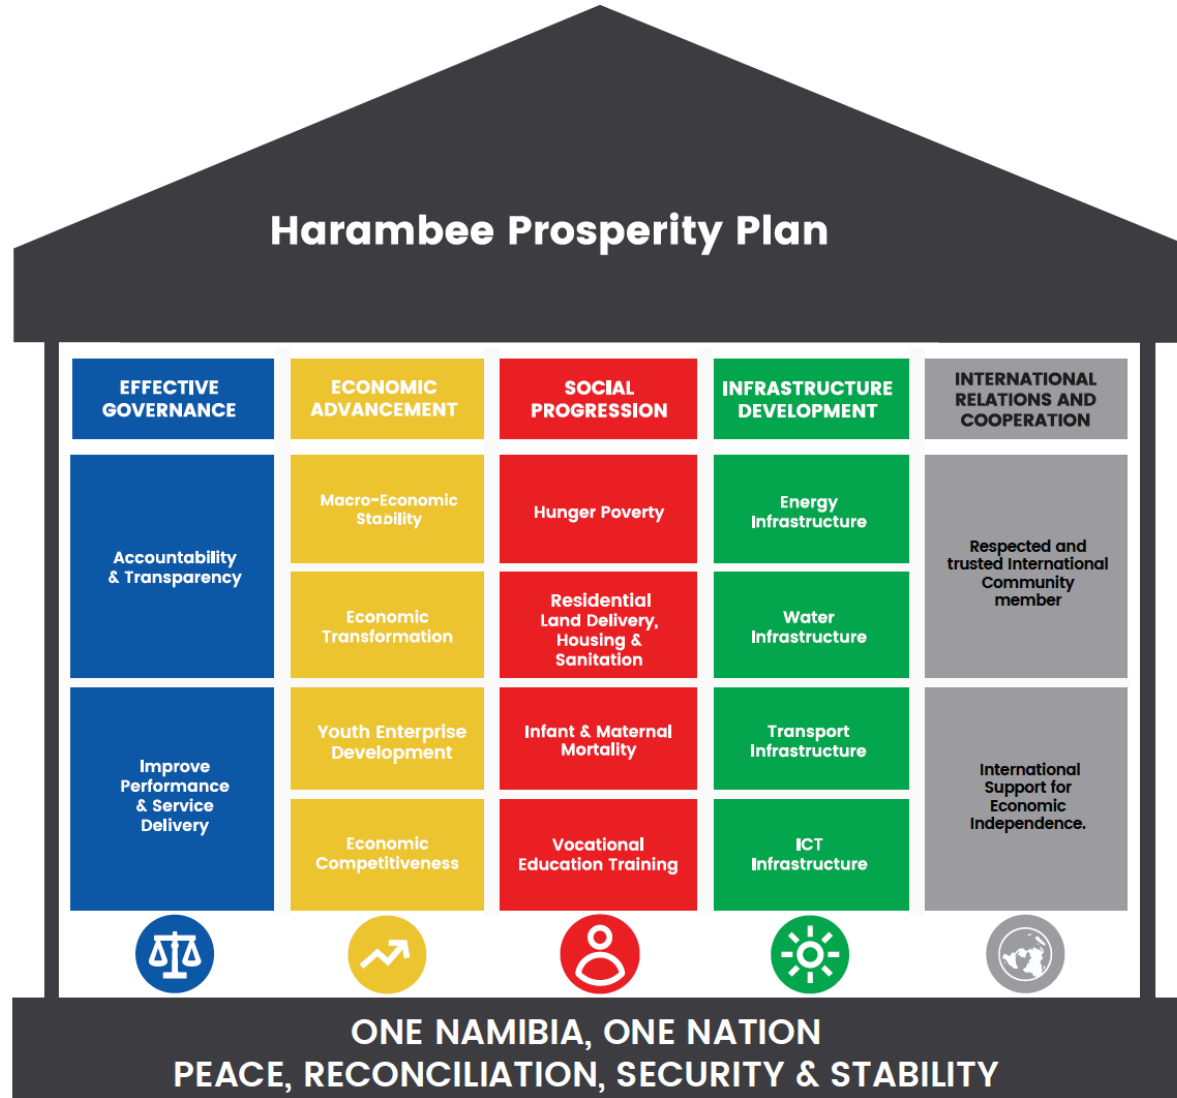 Harambee Prosperity Plan
EFFECTIVE
GOVERNANCE
Accountability
& Transparency
Improve
Performance
& Service
Delivery
ECONOMIC
ADVANCEMENT
Macro-Economic
Stability
Economic
Transformation
Youth Enterprise
Development
Economic
Competitiveness
SOCIAL
PROGRESSION
Hunger Poverty
Residential
Land Delivery,
Housing &
Sanitation
Infant & Maternal
Mortality
Vocational
Education Training
INFRASTRUCTURE
DEVELOPMENT
Energy
Infrastructure
Water
Infrastructure
Transport
Infrastructure
ICT
Infrastructure
INTERNATIONAL
RELATIONS AND
COOPERATION
Respected and
trusted International
Community
member
International
Support for
Economic
Independence.
ONE NAMIBIA, ONE NATION
PEACE, RECONCILIATION, SECURITY & STABILITY